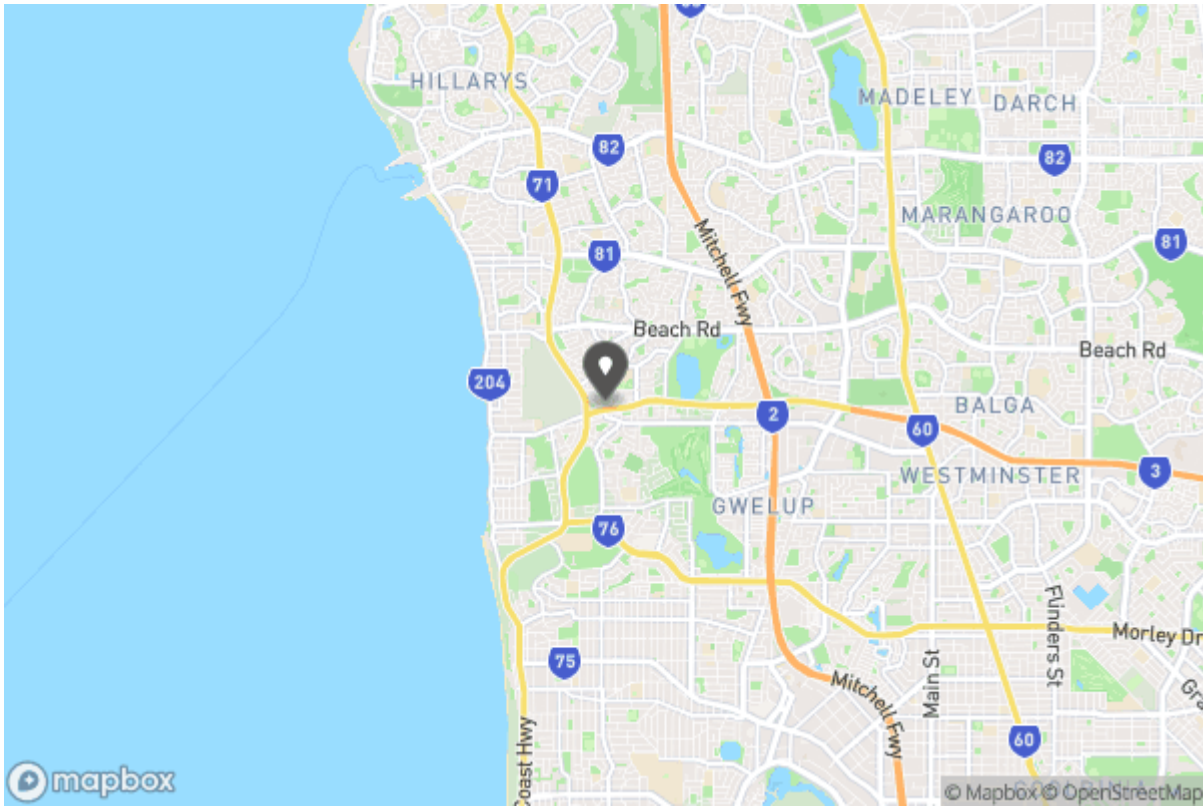 HILLARYS
MADELEY
DARCH
82
82
71
MARANGAROO
81
81
Mitchell Fwy
Beach Rd
Beach Rd
204
2
BALGA
60
WESTMINSTER
3
GWELUP
76
Flinders St
Morley Dr
75
Main St
Mitchell Fwy
60
Coast Hwy
mapbox
© Mapbox © OpenStreetMap